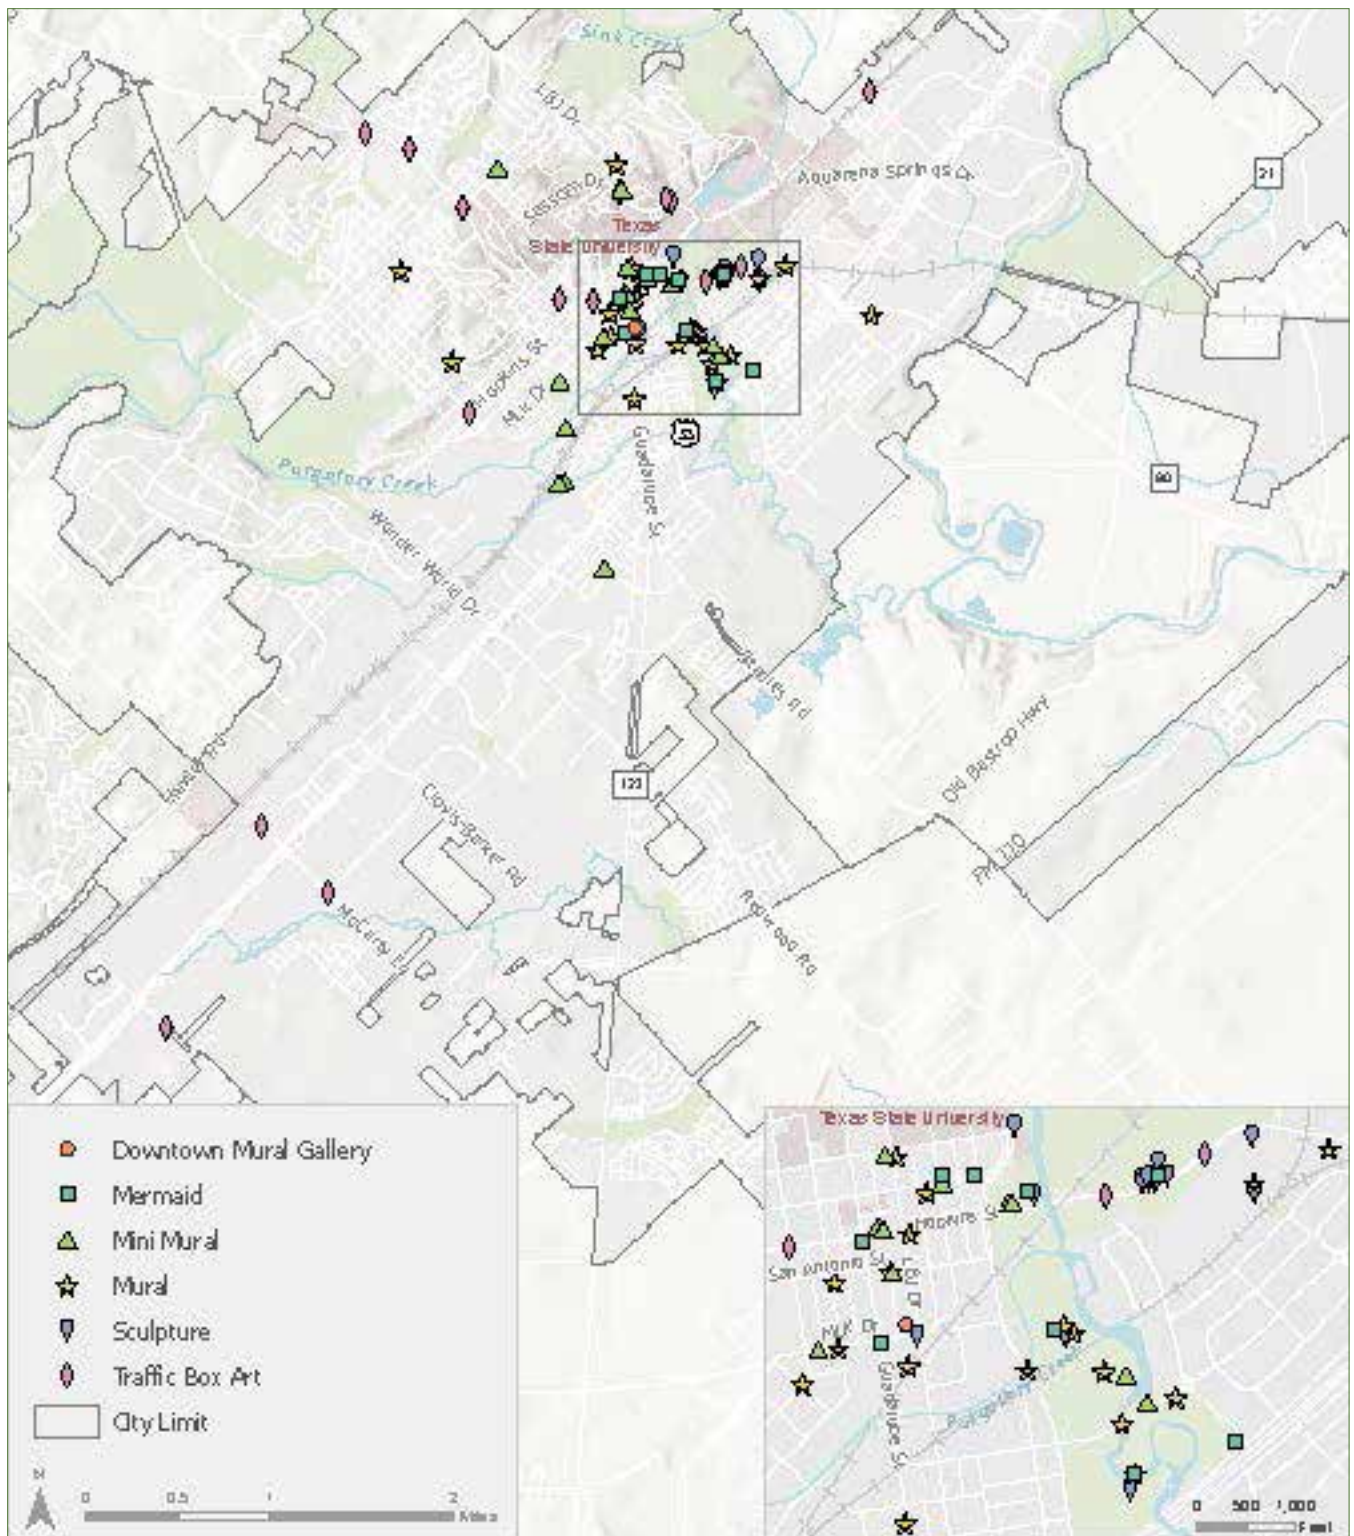 Sink Creek
LBJ Dr
Sessom Dr
Aquarena Springs Dr
21
Texas
State University
Hopkins St
MLK Dr
Guadalupe St
80
Purgatory Creek
Wonder World Dr
Staples Rd
Hunter Rd
123
Old Bastrop Hwy
Clovis Barker Rd
FM 110
McCarty Ln
Redwood Rd
Downtown Mural Gallery
Mermaid
Mini Mural
Mural
Sculpture
Traffic Box Art
City Limit
N
0 0.5 1 2
Miles
Texas State University
Hopkins St
San Antonio St
LBJ Dr
MLK Dr
Guadalupe St
Purgatory Creek
0 500 1,000
Feet